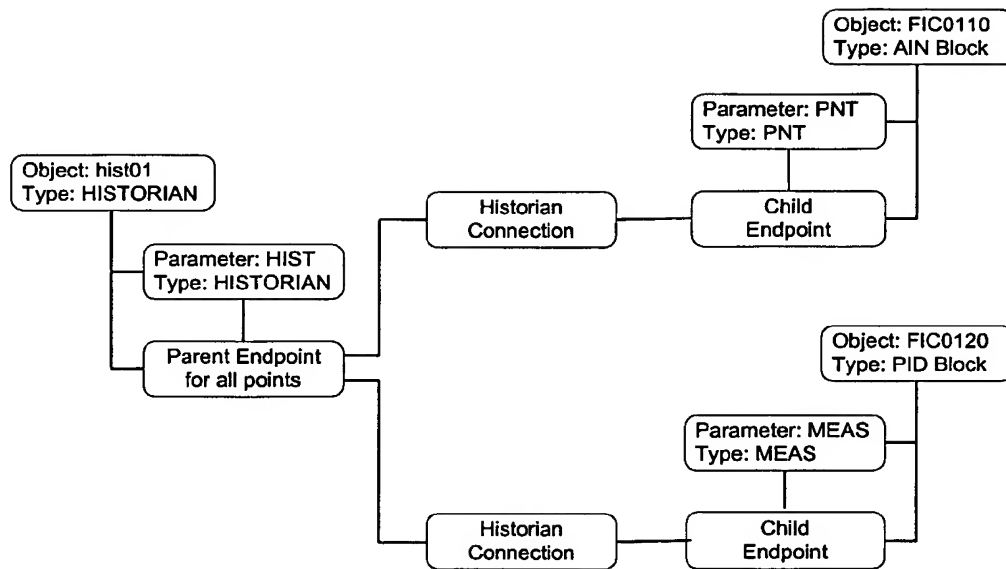 Object: FIC0110
Type: AIN Block
Parameter: PNT
Type: PNT
Object: hist01
Type: HISTORIAN
Historian
Connection
Child
Endpoint
Parameter: HIST
Type: HISTORIAN
Parent Endpoint
for all points
Object: FIC0120
Type: PID Block
Parameter: MEAS
Type: MEAS
Historian
Connection
Child
Endpoint